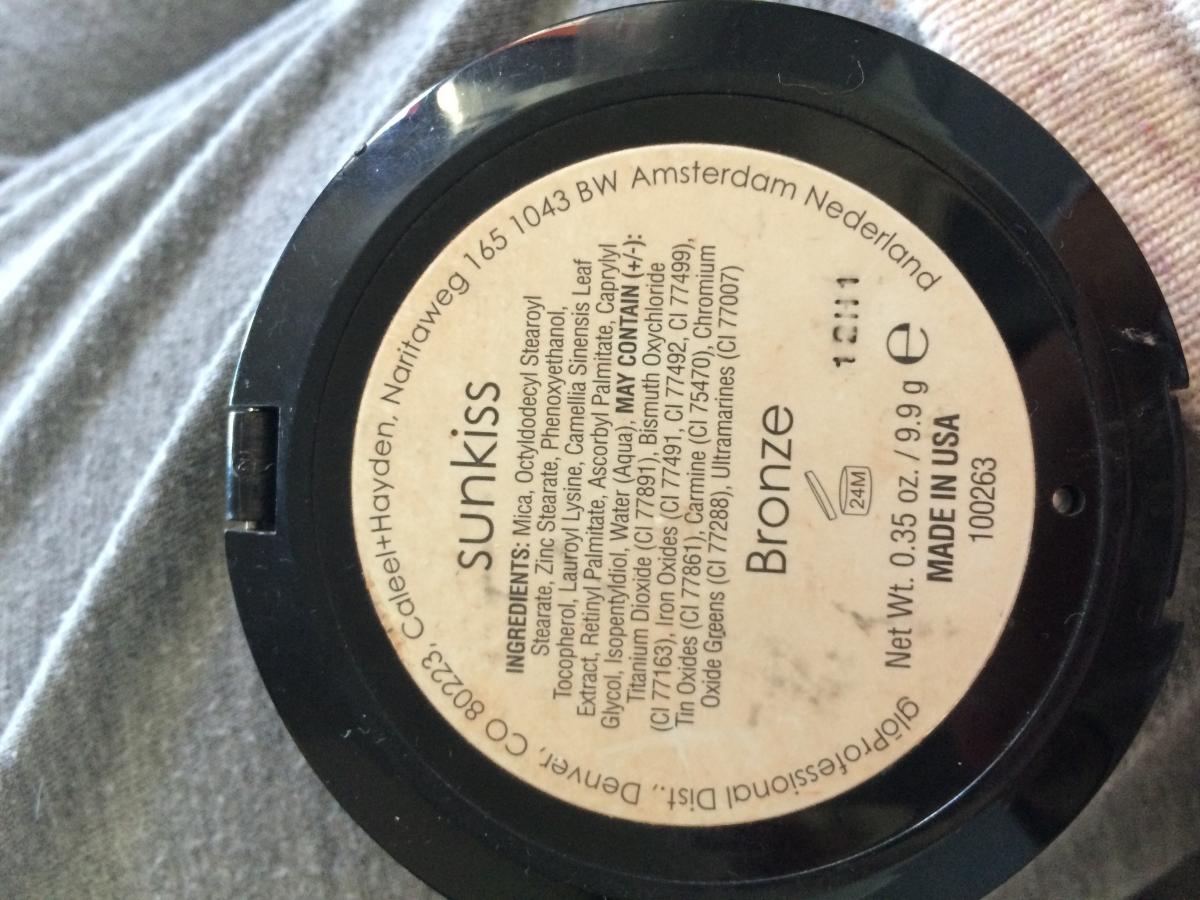 glōProfessional Dist., Denver, CO 80223, Caleel+Hayden, Naritaweg 165 1043 BW Amsterdam Nederland
sunkiss
INGREDIENTS: Mica, Octyldodecyl Stearoyl
Stearate, Zinc Stearate, Phenoxyethanol,
Tocopherol, Lauroyl Lysine, Camellia Sinensis Leaf
Extract, Retinyl Palmitate, Ascorbyl Palmitate, Caprylyl
Glycol, Isopentyldiol, Water (Aqua), MAY CONTAIN (+/-):
Titanium Dioxide (CI 77891), Bismuth Oxychloride
(CI 77163), Iron Oxides (CI 77491, CI 77492, CI 77499),
Tin Oxides (CI 77861), Carmine (CI 75470), Chromium
Oxide Greens (CI 77288), Ultramarines (CI 77007)
Bronze
24M
12IH1
Net Wt. 0.35 oz. / 9.9 g e
MADE IN USA
100263